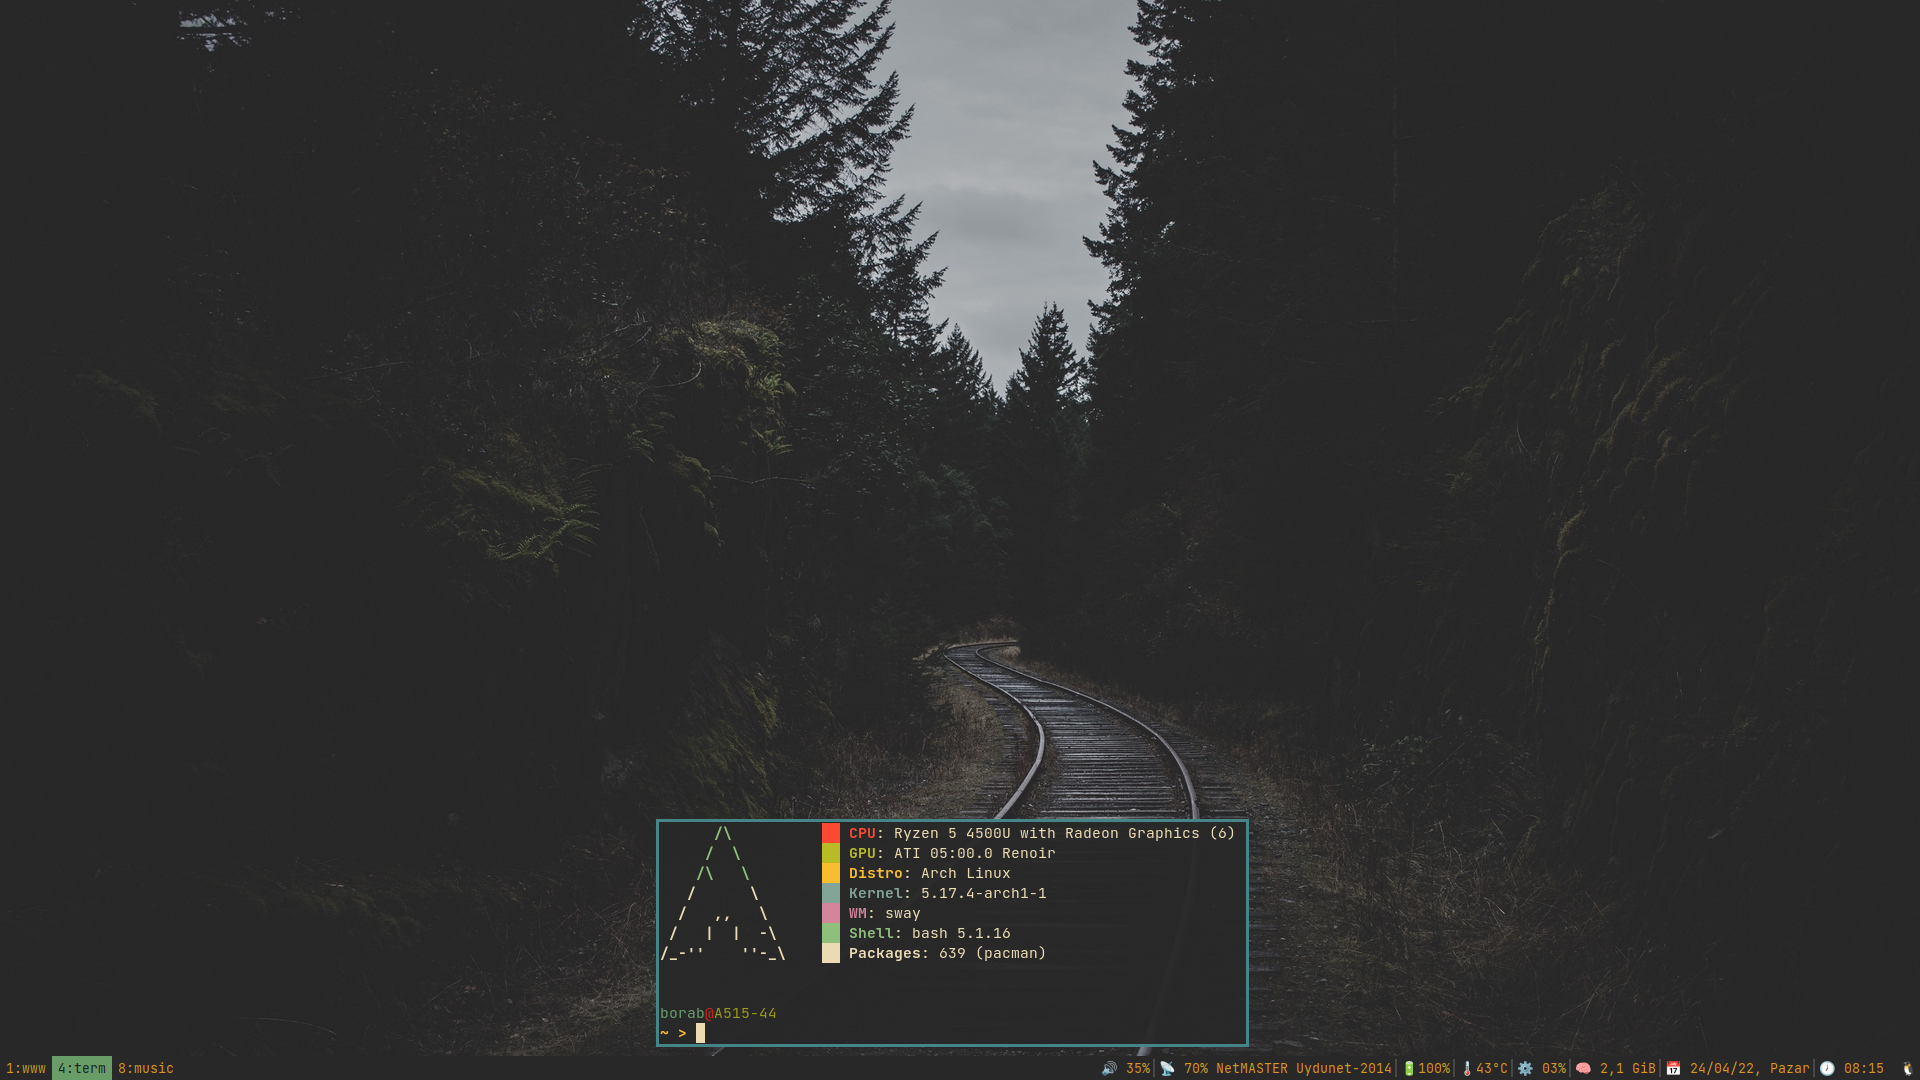 CPU: Ryzen 5 4500U with Radeon Graphics (6)
GPU: ATI 05:00.0 Renoir
Distro: Arch Linux
Kernel: 5.17.4-arch1-1
WM: sway
Shell: bash 5.1.16
Packages: 639 (pacman)
borab@A515-44
~ >
1:www 4:term 8:music 35% 70% NetMASTER Uydunet-2014 100% 43°C 03% 2,1 GiB 24/04/22, Pazar 08:15